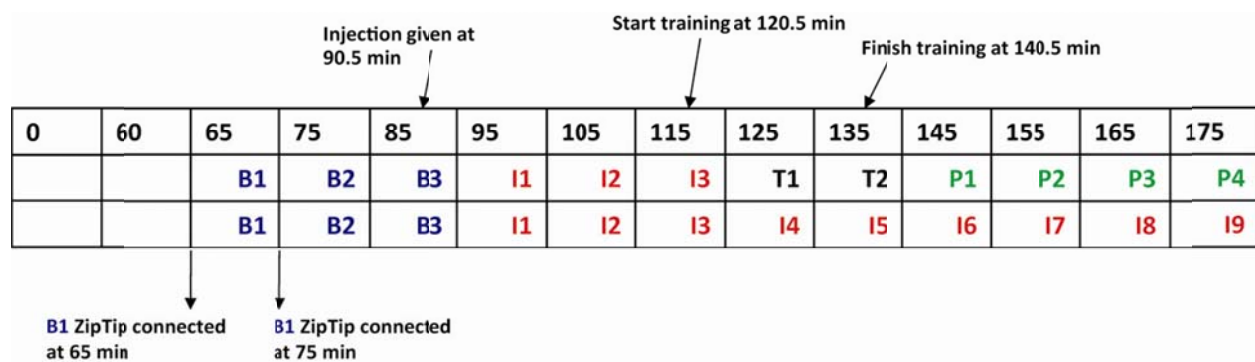 Injection given at
90.5 min
Start training at 120.5 min
Finish training at 140.5 min
0 60 65 75 85 95 105 115 125 135 145 155 165 175
B1 B2 B3 I1 I2 I3 T1 T2 P1 P2 P3 P4
B1 B2 B3 I1 I2 I3 I4 I5 I6 I7 I8 I9
B1 ZipTip connected
at 65 min
B1 ZipTip connected
at 75 min